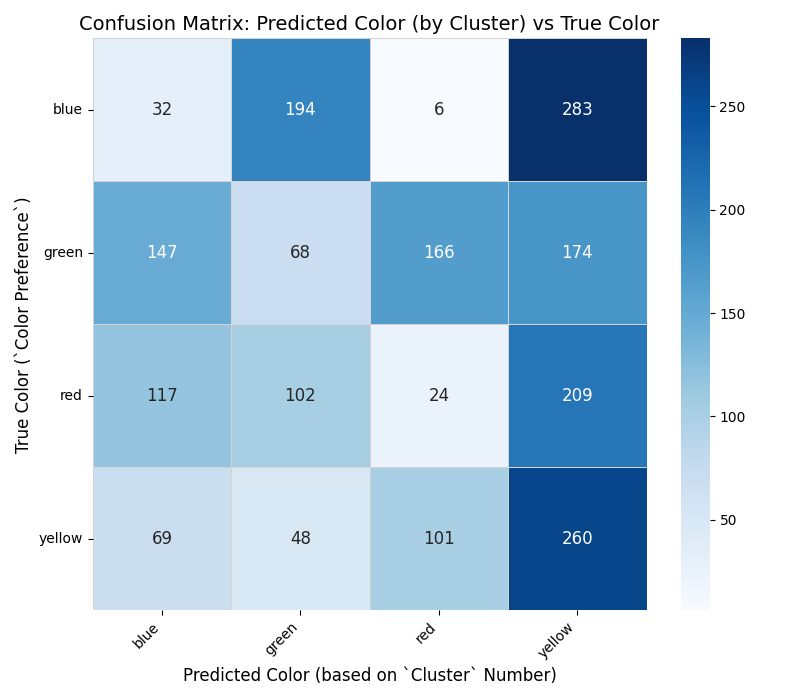 Confusion Matrix: Predicted Color (by Cluster) vs True Color
True Color (`Color Preference`)
blue 32 194 6 283
green 147 68 166 174
red 117 102 24 209
yellow 69 48 101 260
blue green red yellow
Predicted Color (based on `Cluster` Number)
250
200
150
100
50